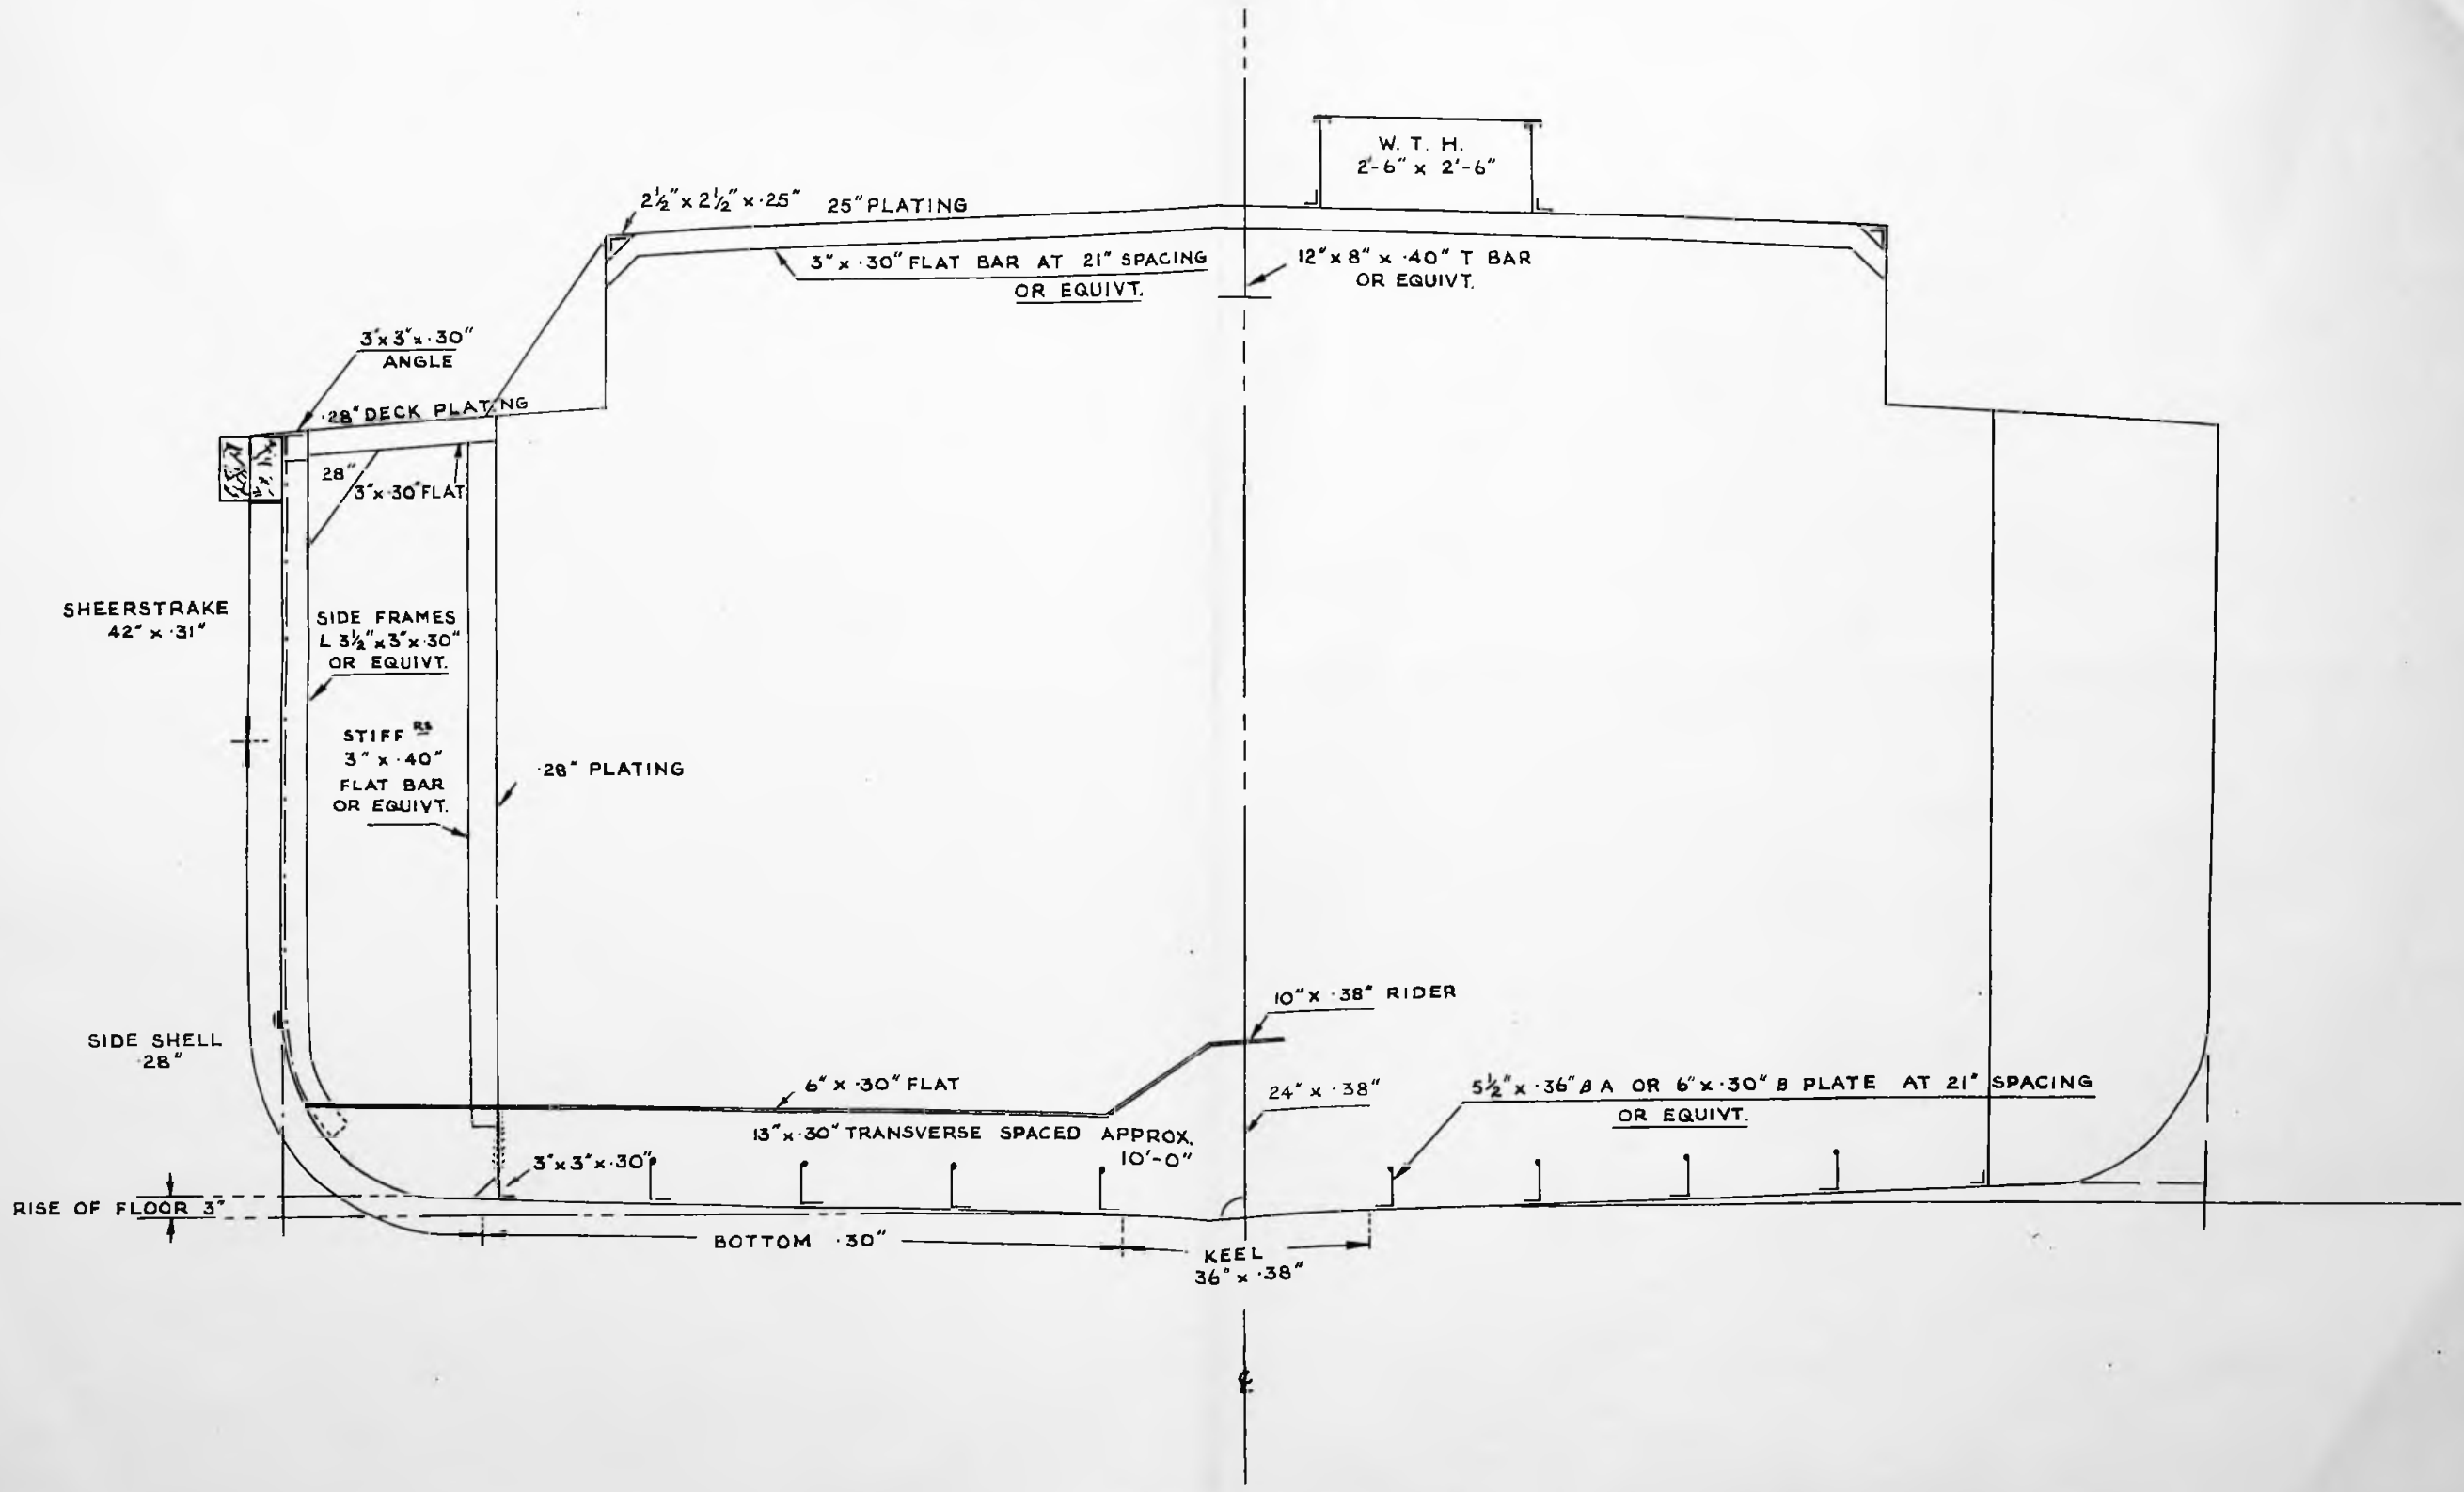 W. T. H.
2'-6" x 2'-6"
2½" x 2½" x ·25"
25" PLATING
3" x ·30" FLAT BAR AT 21" SPACING
OR EQUIVT.
12" x 8" x ·40" T BAR
OR EQUIVT.
3" x 3" x ·30"
ANGLE
·28" DECK PLATING
28"
3" x ·30" FLAT
SHEERSTRAKE
42" x ·31"
SIDE FRAMES
L 3½" x 3" x ·30"
OR EQUIVT.
STIFF RS
3" x ·40"
FLAT BAR
OR EQUIVT.
·28" PLATING
SIDE SHELL
·28"
10" x ·38" RIDER
6" x ·30" FLAT
24" x ·38"
5½" x ·36" B A OR 6" x ·30" B PLATE AT 21" SPACING
OR EQUIVT.
13" x ·30" TRANSVERSE SPACED APPROX.
10'-0"
3" x 3" x ·30"
RISE OF FLOOR 3"
BOTTOM ·30"
KEEL
36" x ·38"
℄